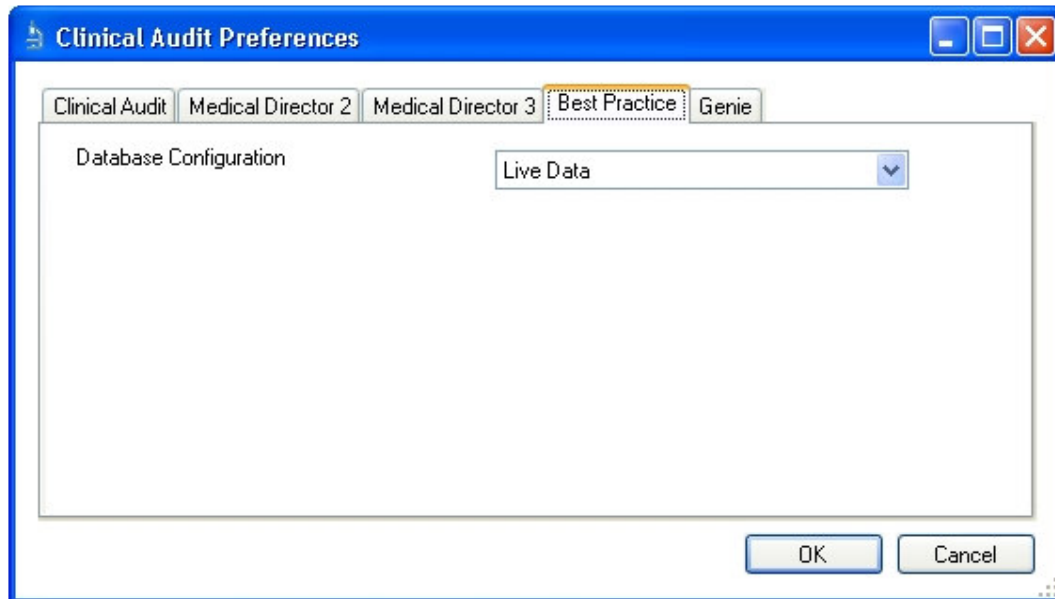 Clinical Audit Preferences
Clinical Audit Medical Director 2 Medical Director 3 Best Practice Genie
Database Configuration Live Data
OK Cancel